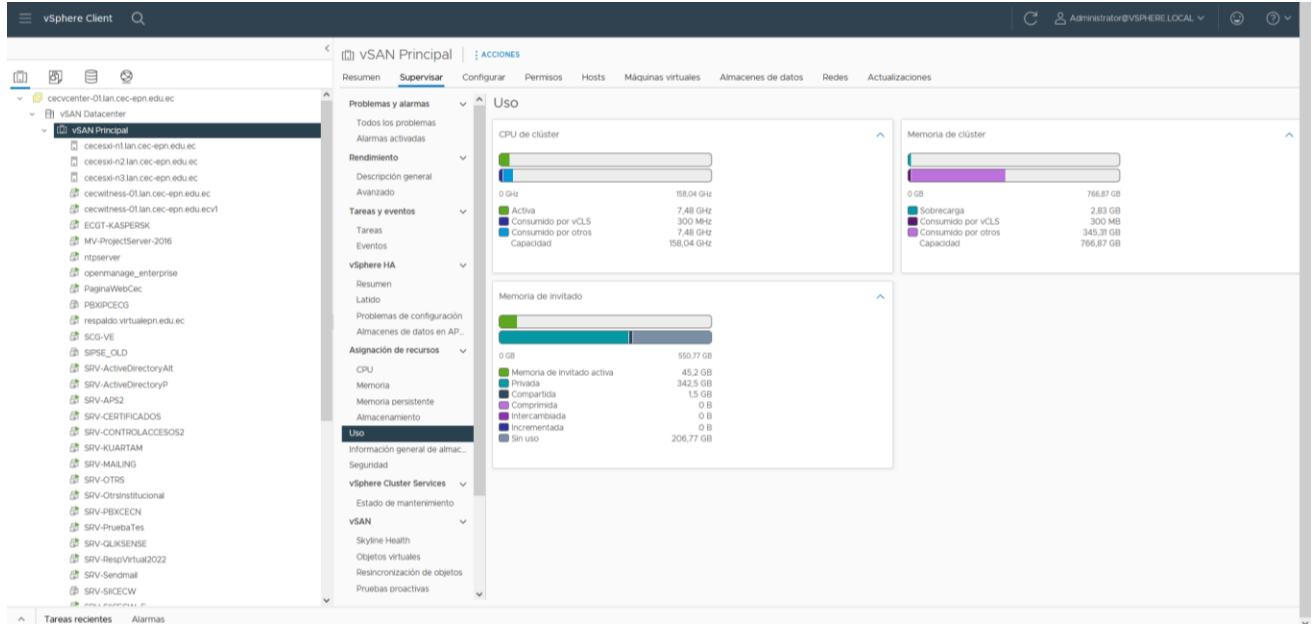 vSphere Client
Administrator@VSPHERE.LOCAL
vSAN Principal
ACCIONES
Resumen Supervisar Configurar Permisos Hosts Máquinas virtuales Almacenes de datos Redes Actualizaciones
cecvcenter-01.lan.cec-epn.edu.ec
vSAN Datacenter
vSAN Principal
cecesxi-n1.lan.cec-epn.edu.ec
cecesxi-n2.lan.cec-epn.edu.ec
cecesxi-n3.lan.cec-epn.edu.ec
cecwitness-01.lan.cec-epn.edu.ec
cecwitness-01.lan.cec-epn.edu.ecv1
ECGT-KASPERSK
MV-ProjectServer-2016
ntpserver
openmanage_enterprise
PaginaWebCec
PBXIPCECG
respaldo.virtualepn.edu.ec
SCG-VE
SIPSE_OLD
SRV-ActiveDirectoryAlt
SRV-ActiveDirectoryP
SRV-APS2
SRV-CERTIFICADOS
SRV-CONTROLACCESOS2
SRV-KUARTAM
SRV-MAILING
SRV-OTRS
SRV-OtrsInstitucional
SRV-PBXCECN
SRV-PruebaTes
SRV-QLIKSENSE
SRV-RespVirtual2022
SRV-Sendmail
SRV-SIICECW
Problemas y alarmas
Todos los problemas
Alarmas activadas
Rendimiento
Descripción general
Avanzado
Tareas y eventos
Tareas
Eventos
vSphere HA
Resumen
Latido
Problemas de configuración
Almacenes de datos en AP...
Asignación de recursos
CPU
Memoria
Memoria persistente
Almacenamiento
Uso
Información general de almac...
Seguridad
vSphere Cluster Services
Estado de mantenimiento
vSAN
Skyline Health
Objetos virtuales
Resincronización de objetos
Pruebas proactivas
Uso
CPU de clúster
0 GHz 158,04 GHz
Activa 7,48 GHz
Consumido por vCLS 300 MHz
Consumido por otros 7,48 GHz
Capacidad 158,04 GHz
Memoria de clúster
0 GB 766,87 GB
Sobrecarga 2,83 GB
Consumido por vCLS 300 MB
Consumido por otros 345,31 GB
Capacidad 766,87 GB
Memoria de invitado
0 GB 550,77 GB
Memoria de invitado activa 45,2 GB
Privada 342,5 GB
Compartida 1,5 GB
Comprimida 0 B
Intercambiada 0 B
Incrementada 0 B
Sin uso 206,77 GB
Tareas recientes Alarmas